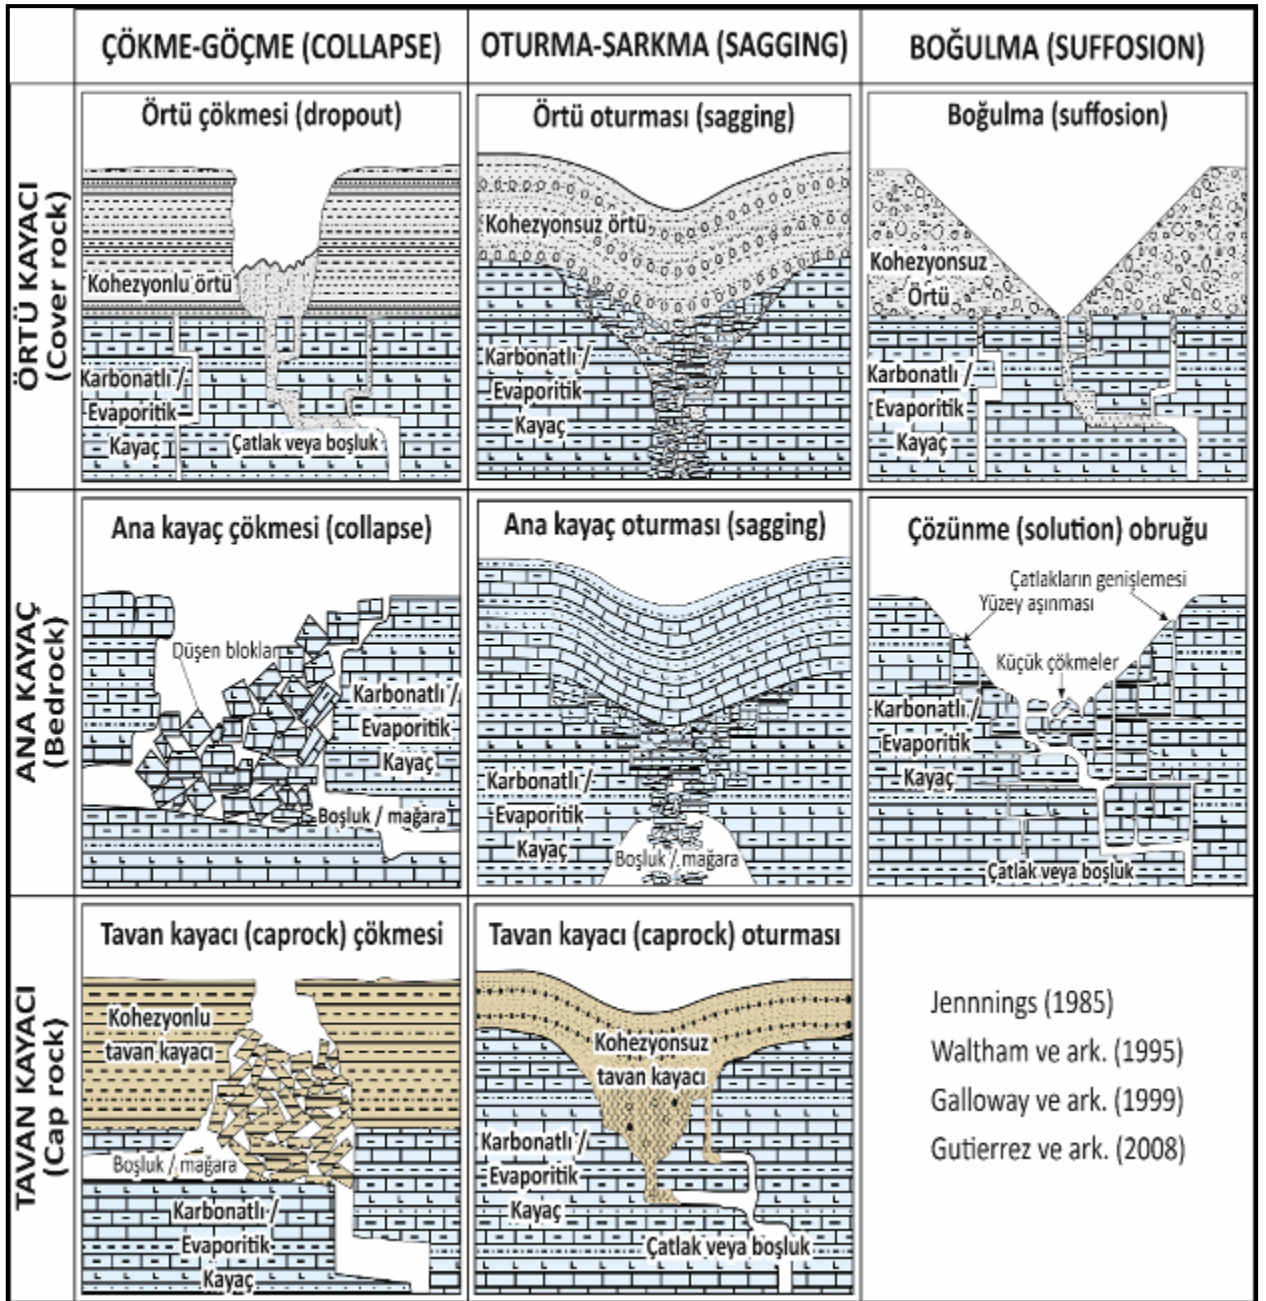 ÇÖKME-GÖÇME (COLLAPSE)
OTURMA-SARKMA (SAGGING)
BOĞULMA (SUFFOSION)
ÖRTÜ KAYACI
(Cover rock)
Örtü çökmesi (dropout)
Kohezyonlu örtü
Karbonatlı /
Evaporitik
Kayaç
Çatlak veya boşluk
Örtü oturması (sagging)
Kohezyonsuz örtü
Karbonatlı /
Evaporitik
Kayaç
Boğulma (suffosion)
Kohezyonsuz
Örtü
Karbonatlı /
Evaporitik
Kayaç
ANA KAYAÇ
(Bedrock)
Ana kayaç çökmesi (collapse)
Düşen bloklar
Karbonatlı /
Evaporitik
Kayaç
Boşluk / mağara
Ana kayaç oturması (sagging)
Karbonatlı /
Evaporitik
Kayaç
Boşluk / mağara
Çözünme (solution) obruğu
Çatlakların genişlemesi
Yüzey aşınması
Küçük çökmeler
Karbonatlı /
Evaporitik
Kayaç
Çatlak veya boşluk
TAVAN KAYACI
(Cap rock)
Tavan kayacı (caprock) çökmesi
Kohezyonlu
tavan kayacı
Boşluk / mağara
Karbonatlı /
Evaporitik
Kayaç
Tavan kayacı (caprock) oturması
Kohezyonsuz
tavan kayacı
Karbonatlı /
Evaporitik
Kayaç
Çatlak veya boşluk
Jennnings (1985)
Waltham ve ark. (1995)
Galloway ve ark. (1999)
Gutierrez ve ark. (2008)